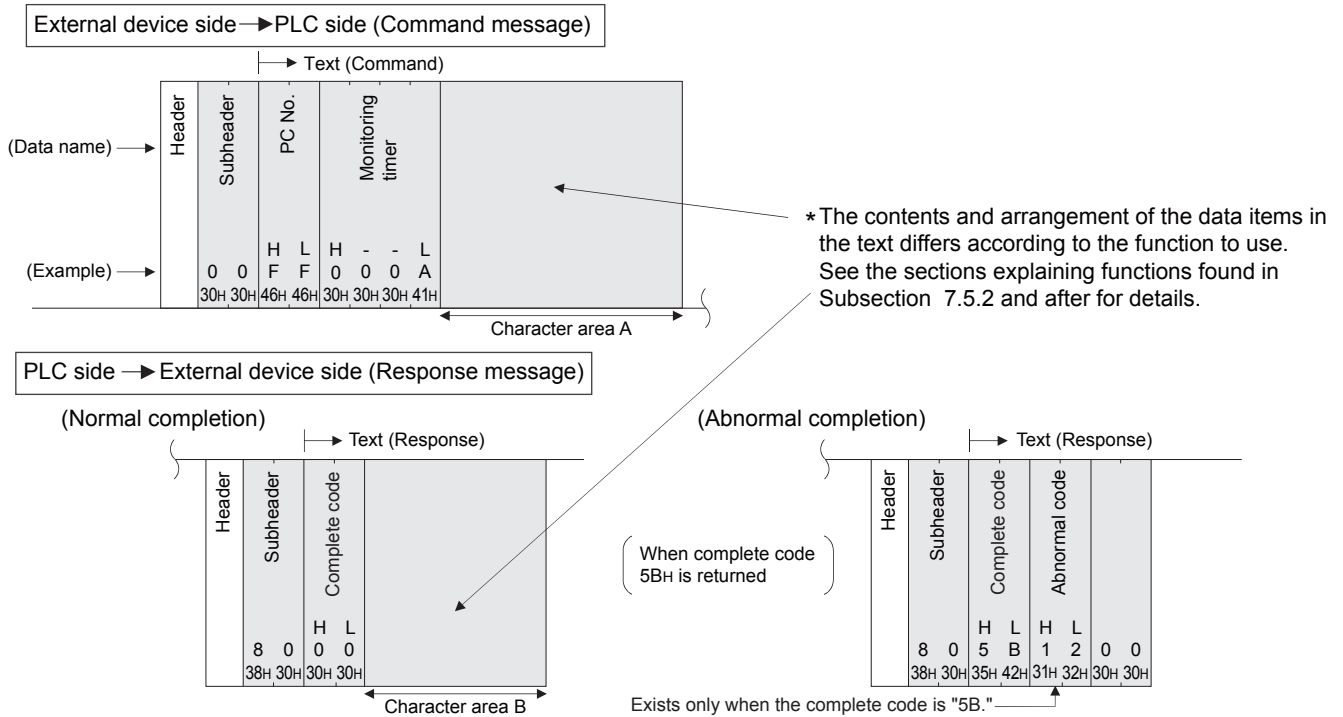 External device side → PLC side (Command message)
Text (Command)
(Data name)
Header
Subheader
PC No.
Monitoring
timer
H L H - - L
(Example)
0 0 F F 0 0 0 A
30H 30H 46H 46H 30H 30H 30H 41H
Character area A
* The contents and arrangement of the data items in
the text differs according to the function to use.
See the sections explaining functions found in
Subsection 7.5.2 and after for details.
PLC side → External device side (Response message)
(Normal completion)
Text (Response)
Header
Subheader
Complete code
H L
8 0 0 0
38H 30H 30H 30H
Character area B
(Abnormal completion)
Text (Response)
When complete code
5BH is returned
Header
Subheader
Complete code
Abnormal code
H L H L
8 0 5 B 1 2 0 0
38H 30H 35H 42H 31H 32H 30H 30H
Exists only when the complete code is "5B."